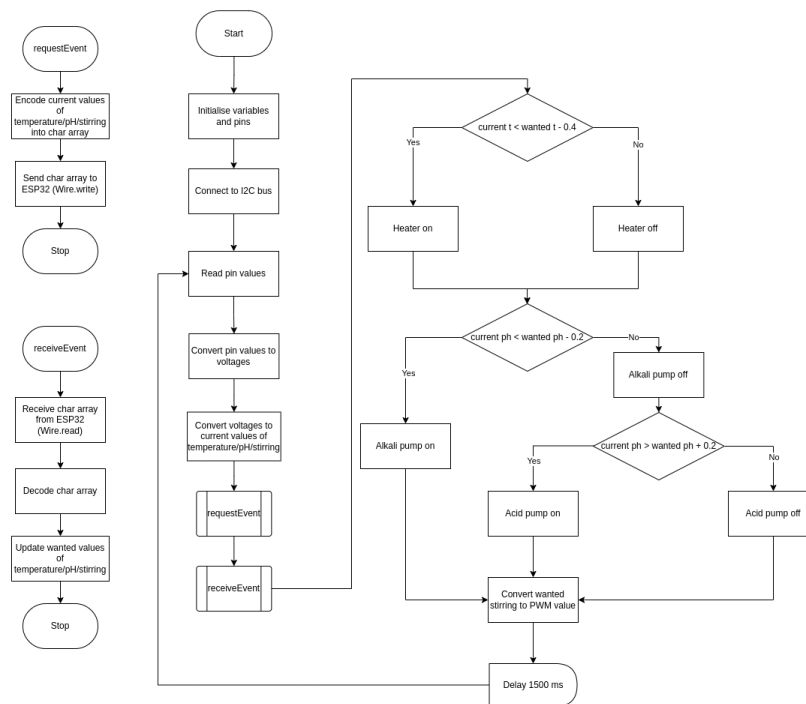 requestEvent
Encode current values
of
temperature/pH/stirring
into char array
Send char array to
ESP32 (Wire.write)
Stop
receiveEvent
Receive char array
from ESP32
(Wire.read)
Decode char array
Update wanted values
of
temperature/pH/stirring
Stop
Start
Initialise variables
and pins
Connect to I2C bus
Read pin values
Convert pin values to
voltages
Convert voltages to
current values of
temperature/pH/stirring
requestEvent
receiveEvent
current t < wanted t - 0.4
Yes
No
Heater on
Heater off
current ph < wanted ph - 0.2
Yes
No
Alkali pump off
Alkali pump on
current ph > wanted ph + 0.2
Yes
No
Acid pump on
Acid pump off
Convert wanted
stirring to PWM value
Delay 1500 ms